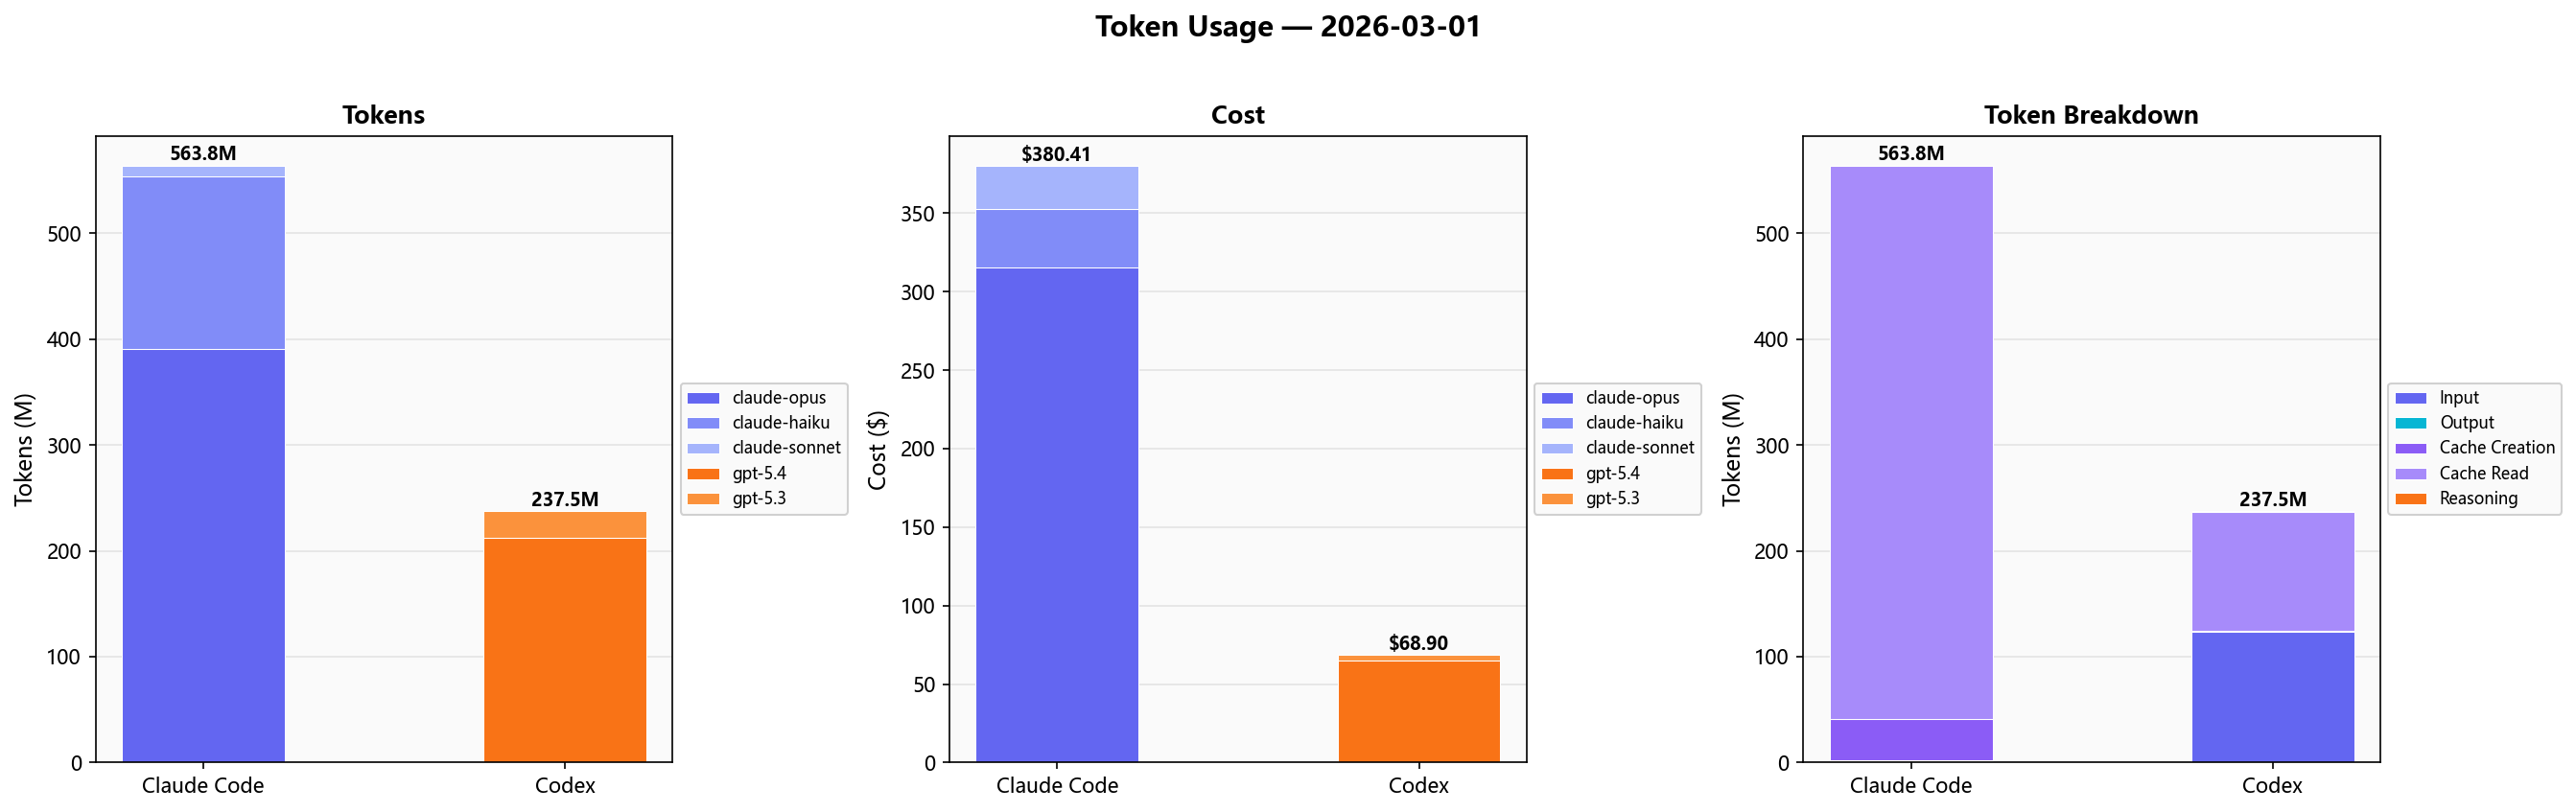 Token Usage — 2026-03-01
Tokens
563.8M
237.5M
500
400
300
200
100
0
Tokens (M)
Claude Code
Codex
claude-opus
claude-haiku
claude-sonnet
gpt-5.4
gpt-5.3
Cost
$380.41
$68.90
350
300
250
200
150
100
50
0
Cost ($)
Claude Code
Codex
claude-opus
claude-haiku
claude-sonnet
gpt-5.4
gpt-5.3
Token Breakdown
563.8M
237.5M
500
400
300
200
100
0
Tokens (M)
Claude Code
Codex
Input
Output
Cache Creation
Cache Read
Reasoning